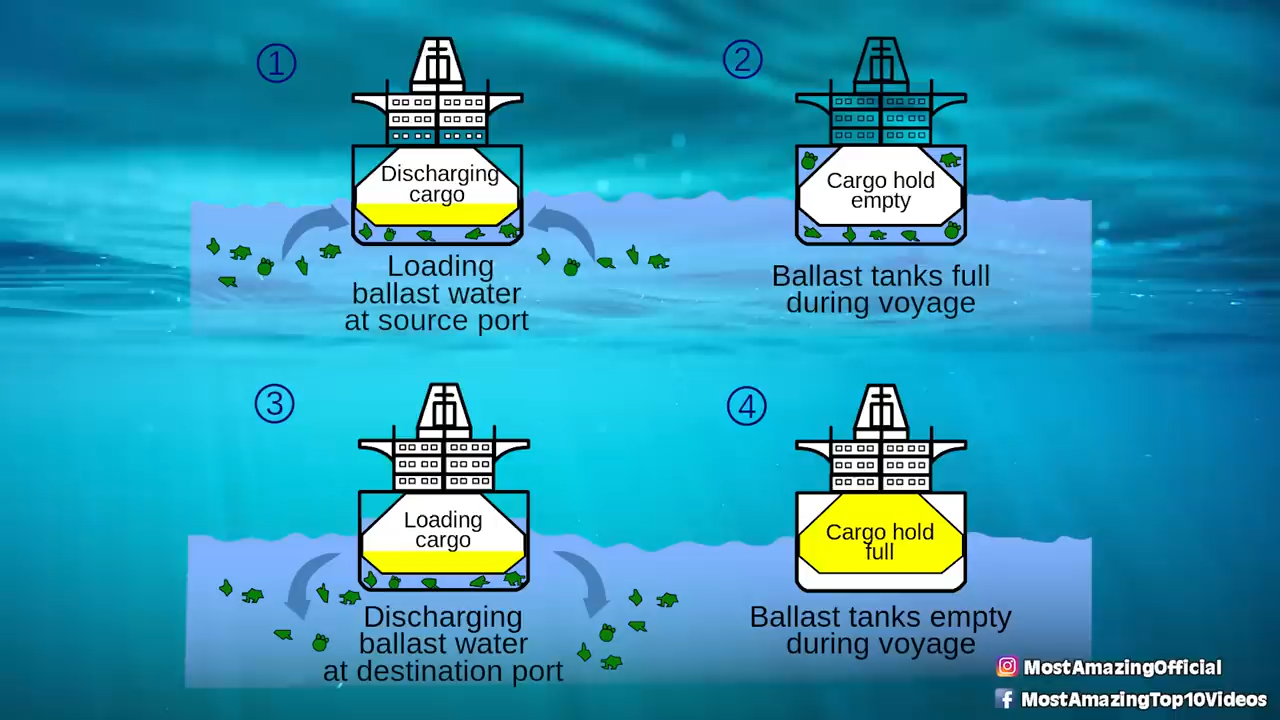 ①
Discharging
cargo
Loading
ballast water
at source port
②
Cargo hold
empty
Ballast tanks full
during voyage
③
Loading
cargo
Discharging
ballast water
at destination port
④
Cargo hold
full
Ballast tanks empty
during voyage
MostAmazingOfficial
MostAmazingTop10Videos